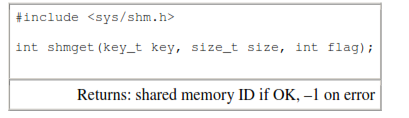 #include <sys/shm.h>
int shmget(key_t key, size_t size, int flag);
Returns: shared memory ID if OK, –1 on error